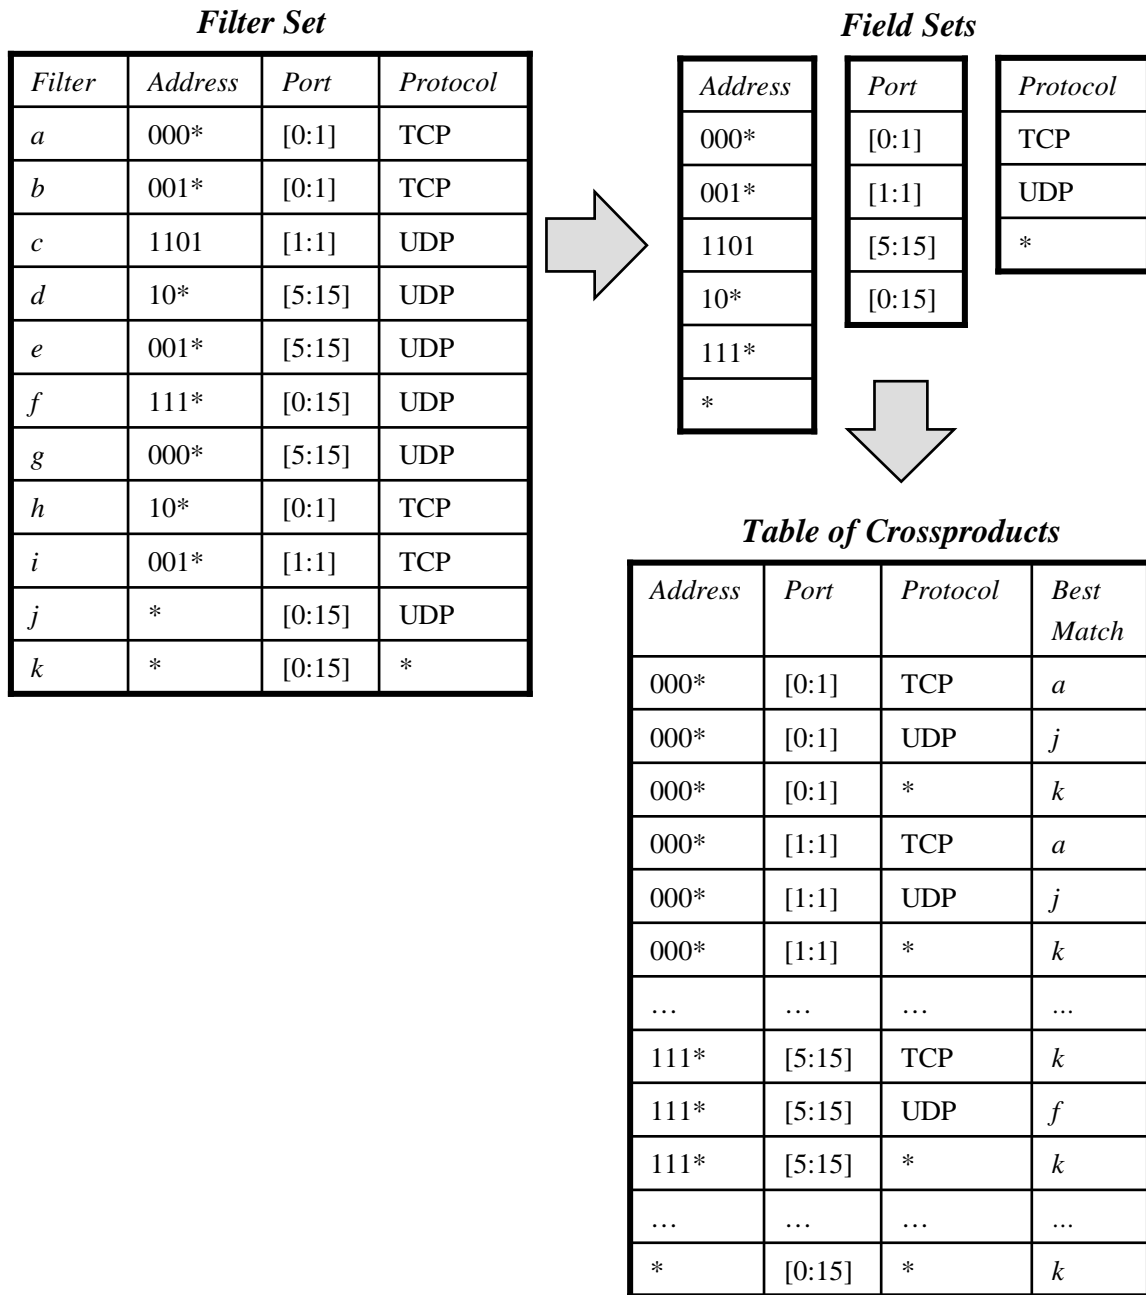 Filter Set
Filter Address Port Protocol
a 000* [0:1] TCP
b 001* [0:1] TCP
c 1101 [1:1] UDP
d 10* [5:15] UDP
e 001* [5:15] UDP
f 111* [0:15] UDP
g 000* [5:15] UDP
h 10* [0:1] TCP
i 001* [1:1] TCP
j * [0:15] UDP
k * [0:15] *
Field Sets
Address
000*
001*
1101
10*
111*
*
Port
[0:1]
[1:1]
[5:15]
[0:15]
Protocol
TCP
UDP
*
Table of Crossproducts
Address Port Protocol Best
Match
000* [0:1] TCP a
000* [0:1] UDP j
000* [0:1] * k
000* [1:1] TCP a
000* [1:1] UDP j
000* [1:1] * k
… … … …
111* [5:15] TCP k
111* [5:15] UDP f
111* [5:15] * k
… … … …
* [0:15] * k